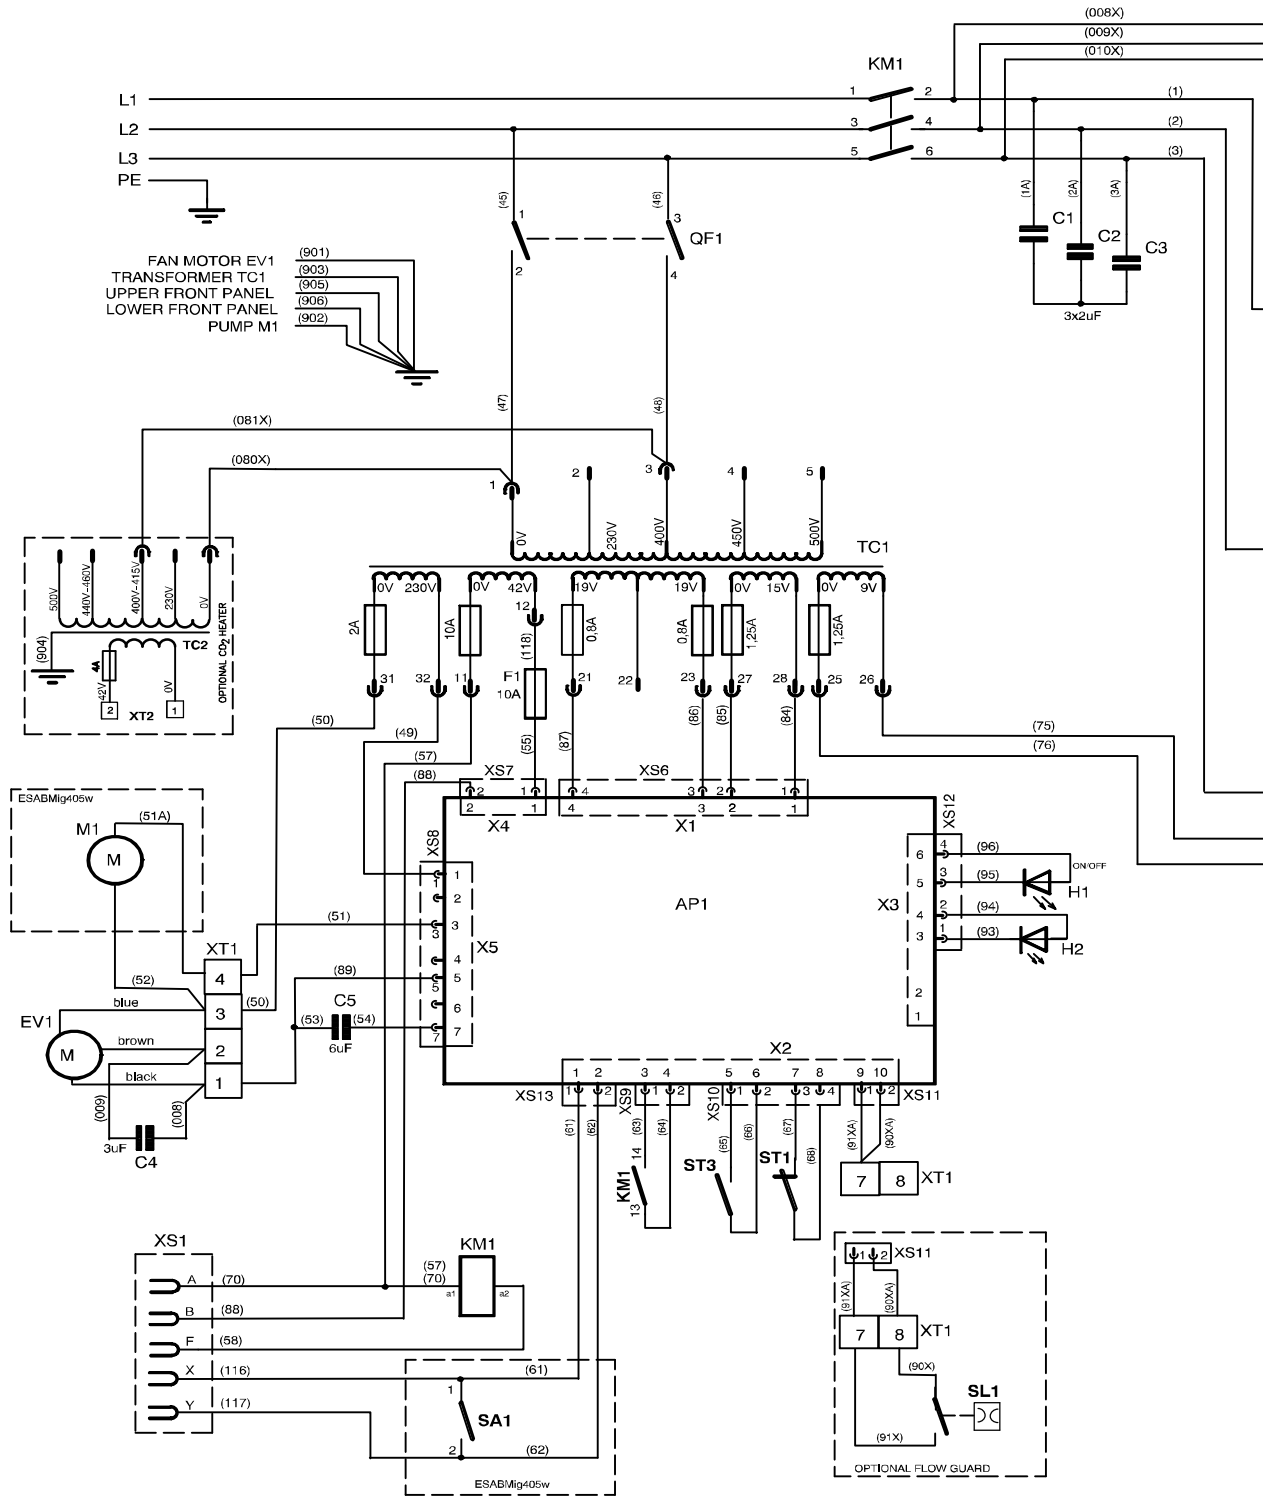 (008X)
(009X)
(010X)
KM1
L1 1 2 (1)
L2 3 4 (2)
L3 5 6 (3)
PE
(45) (46) (1A) (2A) (3A)
1 3 QF1
2 4
C1 C2 C3
3x2uF
FAN MOTOR EV1 (901)
TRANSFORMER TC1 (903)
UPPER FRONT PANEL (905)
LOWER FRONT PANEL (906)
PUMP M1 (902)
(47) (48)
(081X)
(080X)
1 2 3 4 5
0V 230V 400V 450V 500V
TC1
500V 440V-460V 400V-415V 230V 0V
TC2
(904)
4A
42V 0V
2 XT2 1
OPTIONAL CO2 HEATER
0V 230V 0V 42V 19V 19V 0V 15V 0V 9V
2A 10A 12 0,8A 0,8A 1,25A 1,25A
(118)
F1
10A
31 32 11 21 22 23 27 28 25 26
(50) (49) (57) (88) (55) (87) (86) (85) (84) (75)
(76)
XS7 XS6
2 1 4 3 2 1
2 1 4 3 2 1
X4 X1
ESABMig405w
M1 (51A)
M
XS8
1 1
2
3 3
4
5 5
6
7 7
X5
AP1
XS12
X3
6 4 (96) ON/OFF
5 3 (95) H1
4 2 (94)
3 1 (93) H2
2
1
(51)
XT1
4
3 (50)
2
1
(52)
(89)
C5
(53) (54)
6uF
blue
EV1
brown
M
black
(009) (008)
3uF
C4
X2
1 2 3 4 5 6 7 8 9 10
XS13 1 2 XS9 1 2 XS10 1 2 3 4 1 2 XS11
(61) (62) (63) (64) (65) (66) (67) (68) (91XA) (90XA)
14
KM1
13
ST3 ST1
7 8 XT1
XS1
A (70)
B (88)
F (58)
X (116) (61)
Y (117)
KM1
(57)
(70)
a1 a2
1
SA1
2 (62)
ESABMig405w
1 2 XS11
(91XA) (90XA)
7 8 XT1
(90X)
SL1
(91X)
OPTIONAL FLOW GUARD